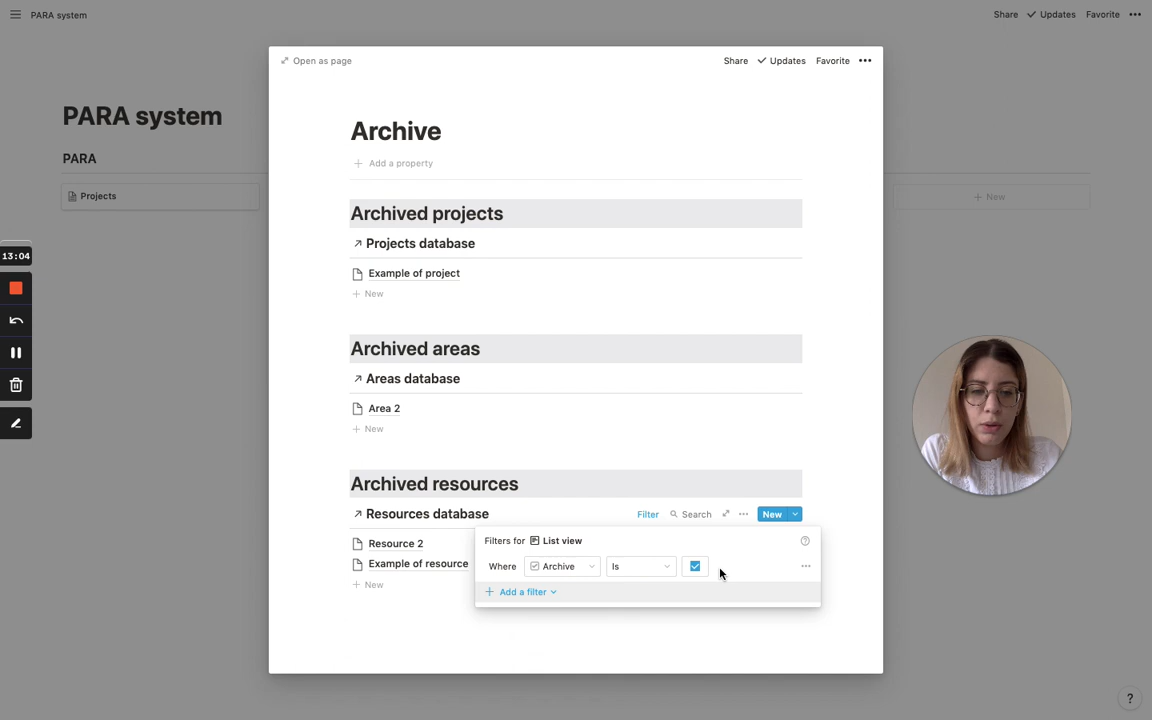 PARA system
Share
Updates
Favorite
Open as page
Share
Updates
Favorite
PARA system
Archive
Add a property
PARA
Projects
New
Archived projects
Projects database
13:04
Example of project
New
Archived areas
Areas database
Area 2
New
Archived resources
Resources database
Filter
Search
New
Filters for List view
Resource 2
Where Archive Is
Example of resource
New
Add a filter
?